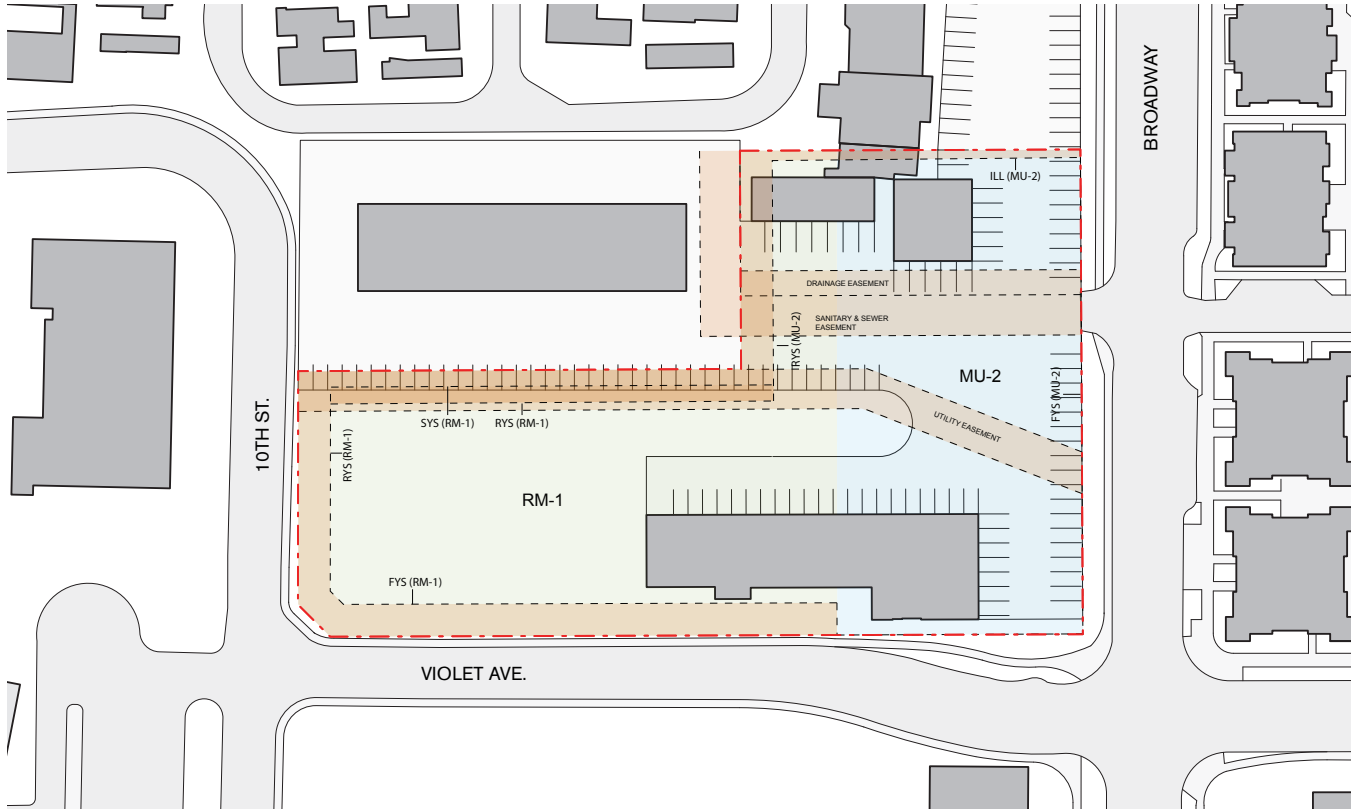 BROADWAY
ILL (MU-2)
DRAINAGE EASEMENT
SANITARY & SEWER
EASEMENT
IRYS (MU-2)
MU-2
FYS (MU-2)
UTILITY EASEMENT
SYS (RM-1)
RYS (RM-1)
10TH ST.
RYS (RM-1)
RM-1
FYS (RM-1)
VIOLET AVE.